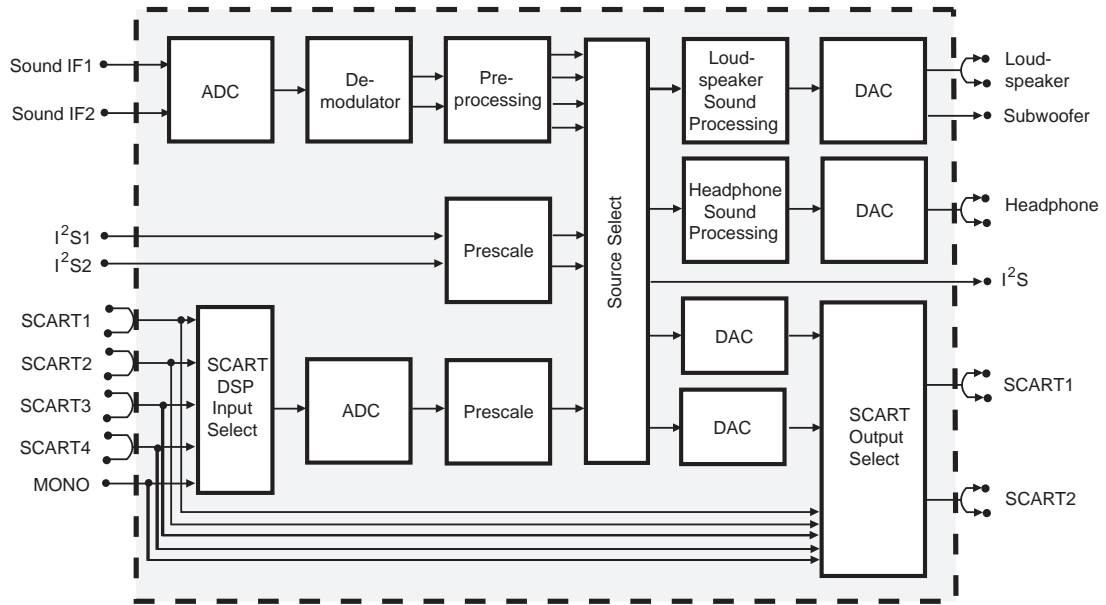 Sound IF1
Sound IF2
ADC
De-
modulator
Pre-
processing
Loud-
speaker
Sound
Processing
DAC
Loud-
speaker
Subwoofer
Headphone
Sound
Processing
DAC
Headphone
I²S1
I²S2
Prescale
Source Select
I²S
SCART1
SCART2
SCART3
SCART4
MONO
SCART
DSP
Input
Select
ADC
Prescale
DAC
DAC
SCART
Output
Select
SCART1
SCART2